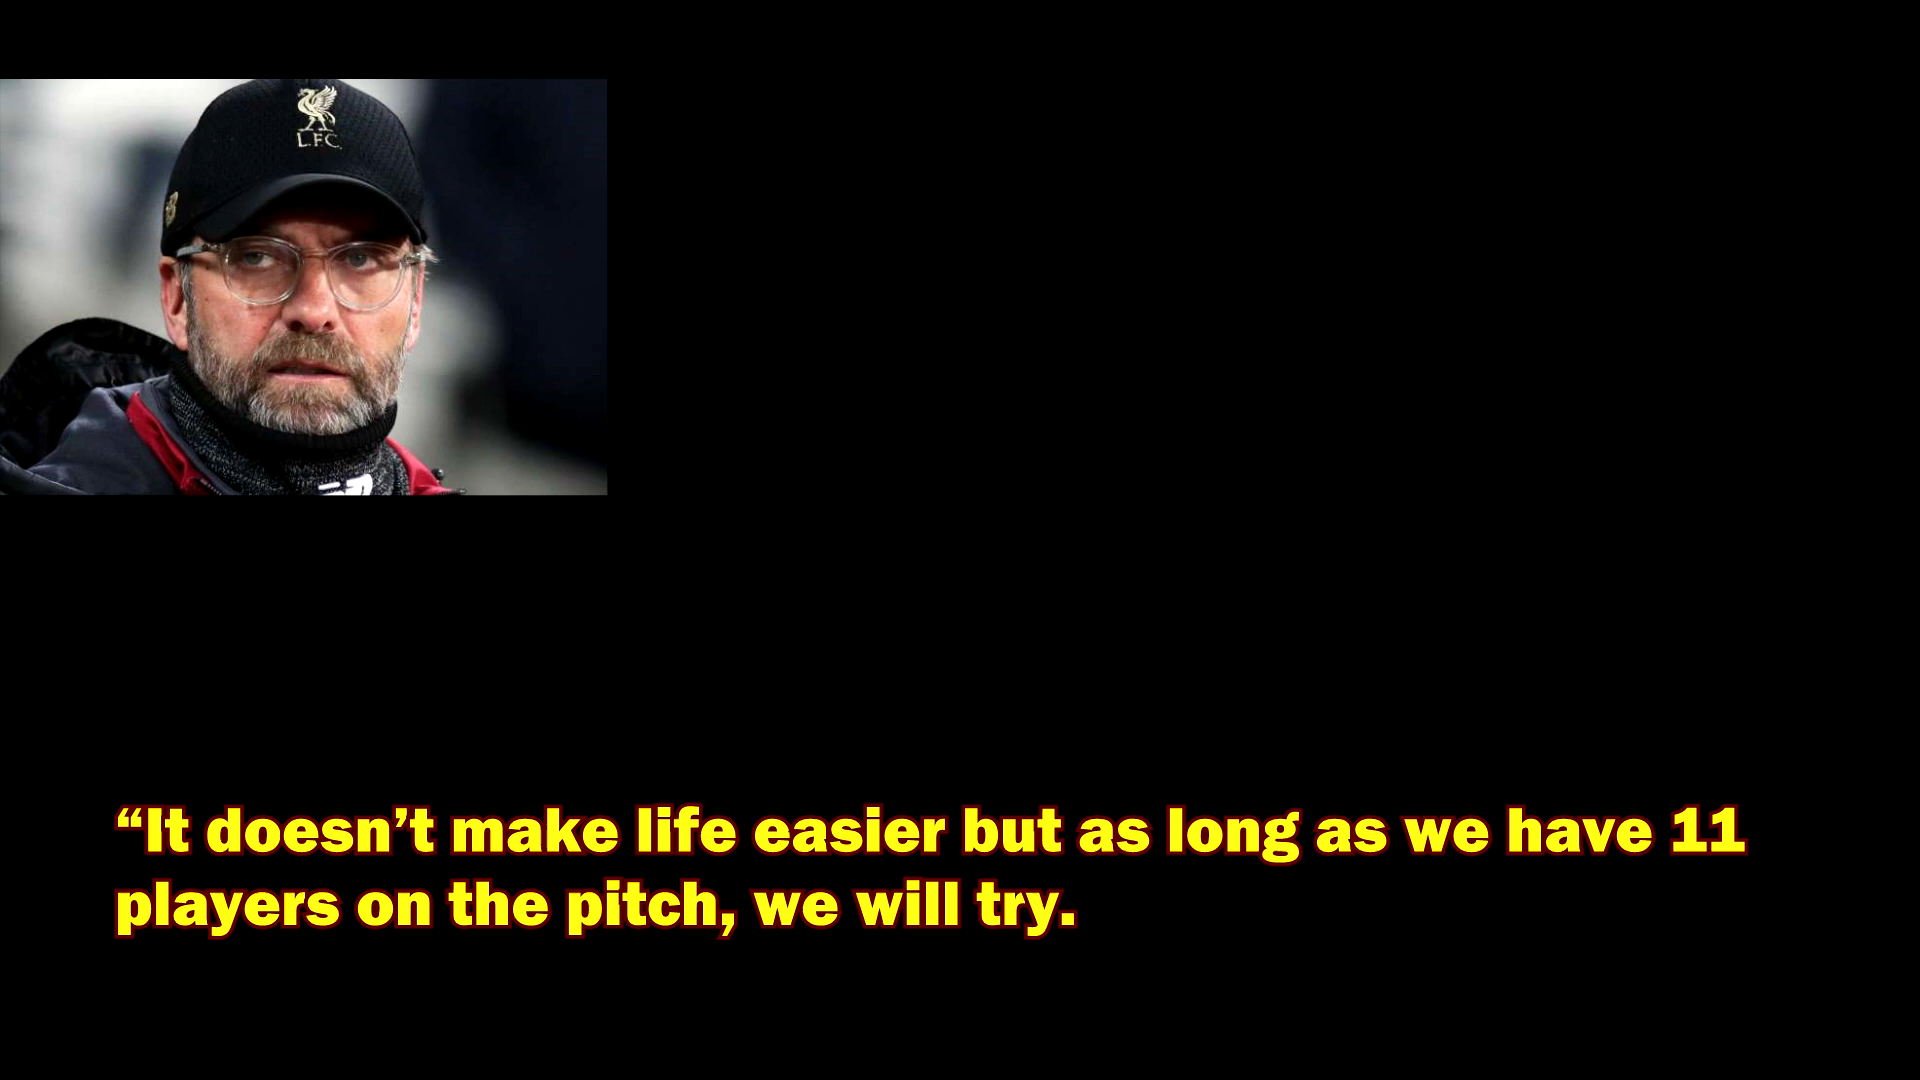 L.F.C.
“It doesn’t make life easier but as long as we have 11
players on the pitch, we will try.